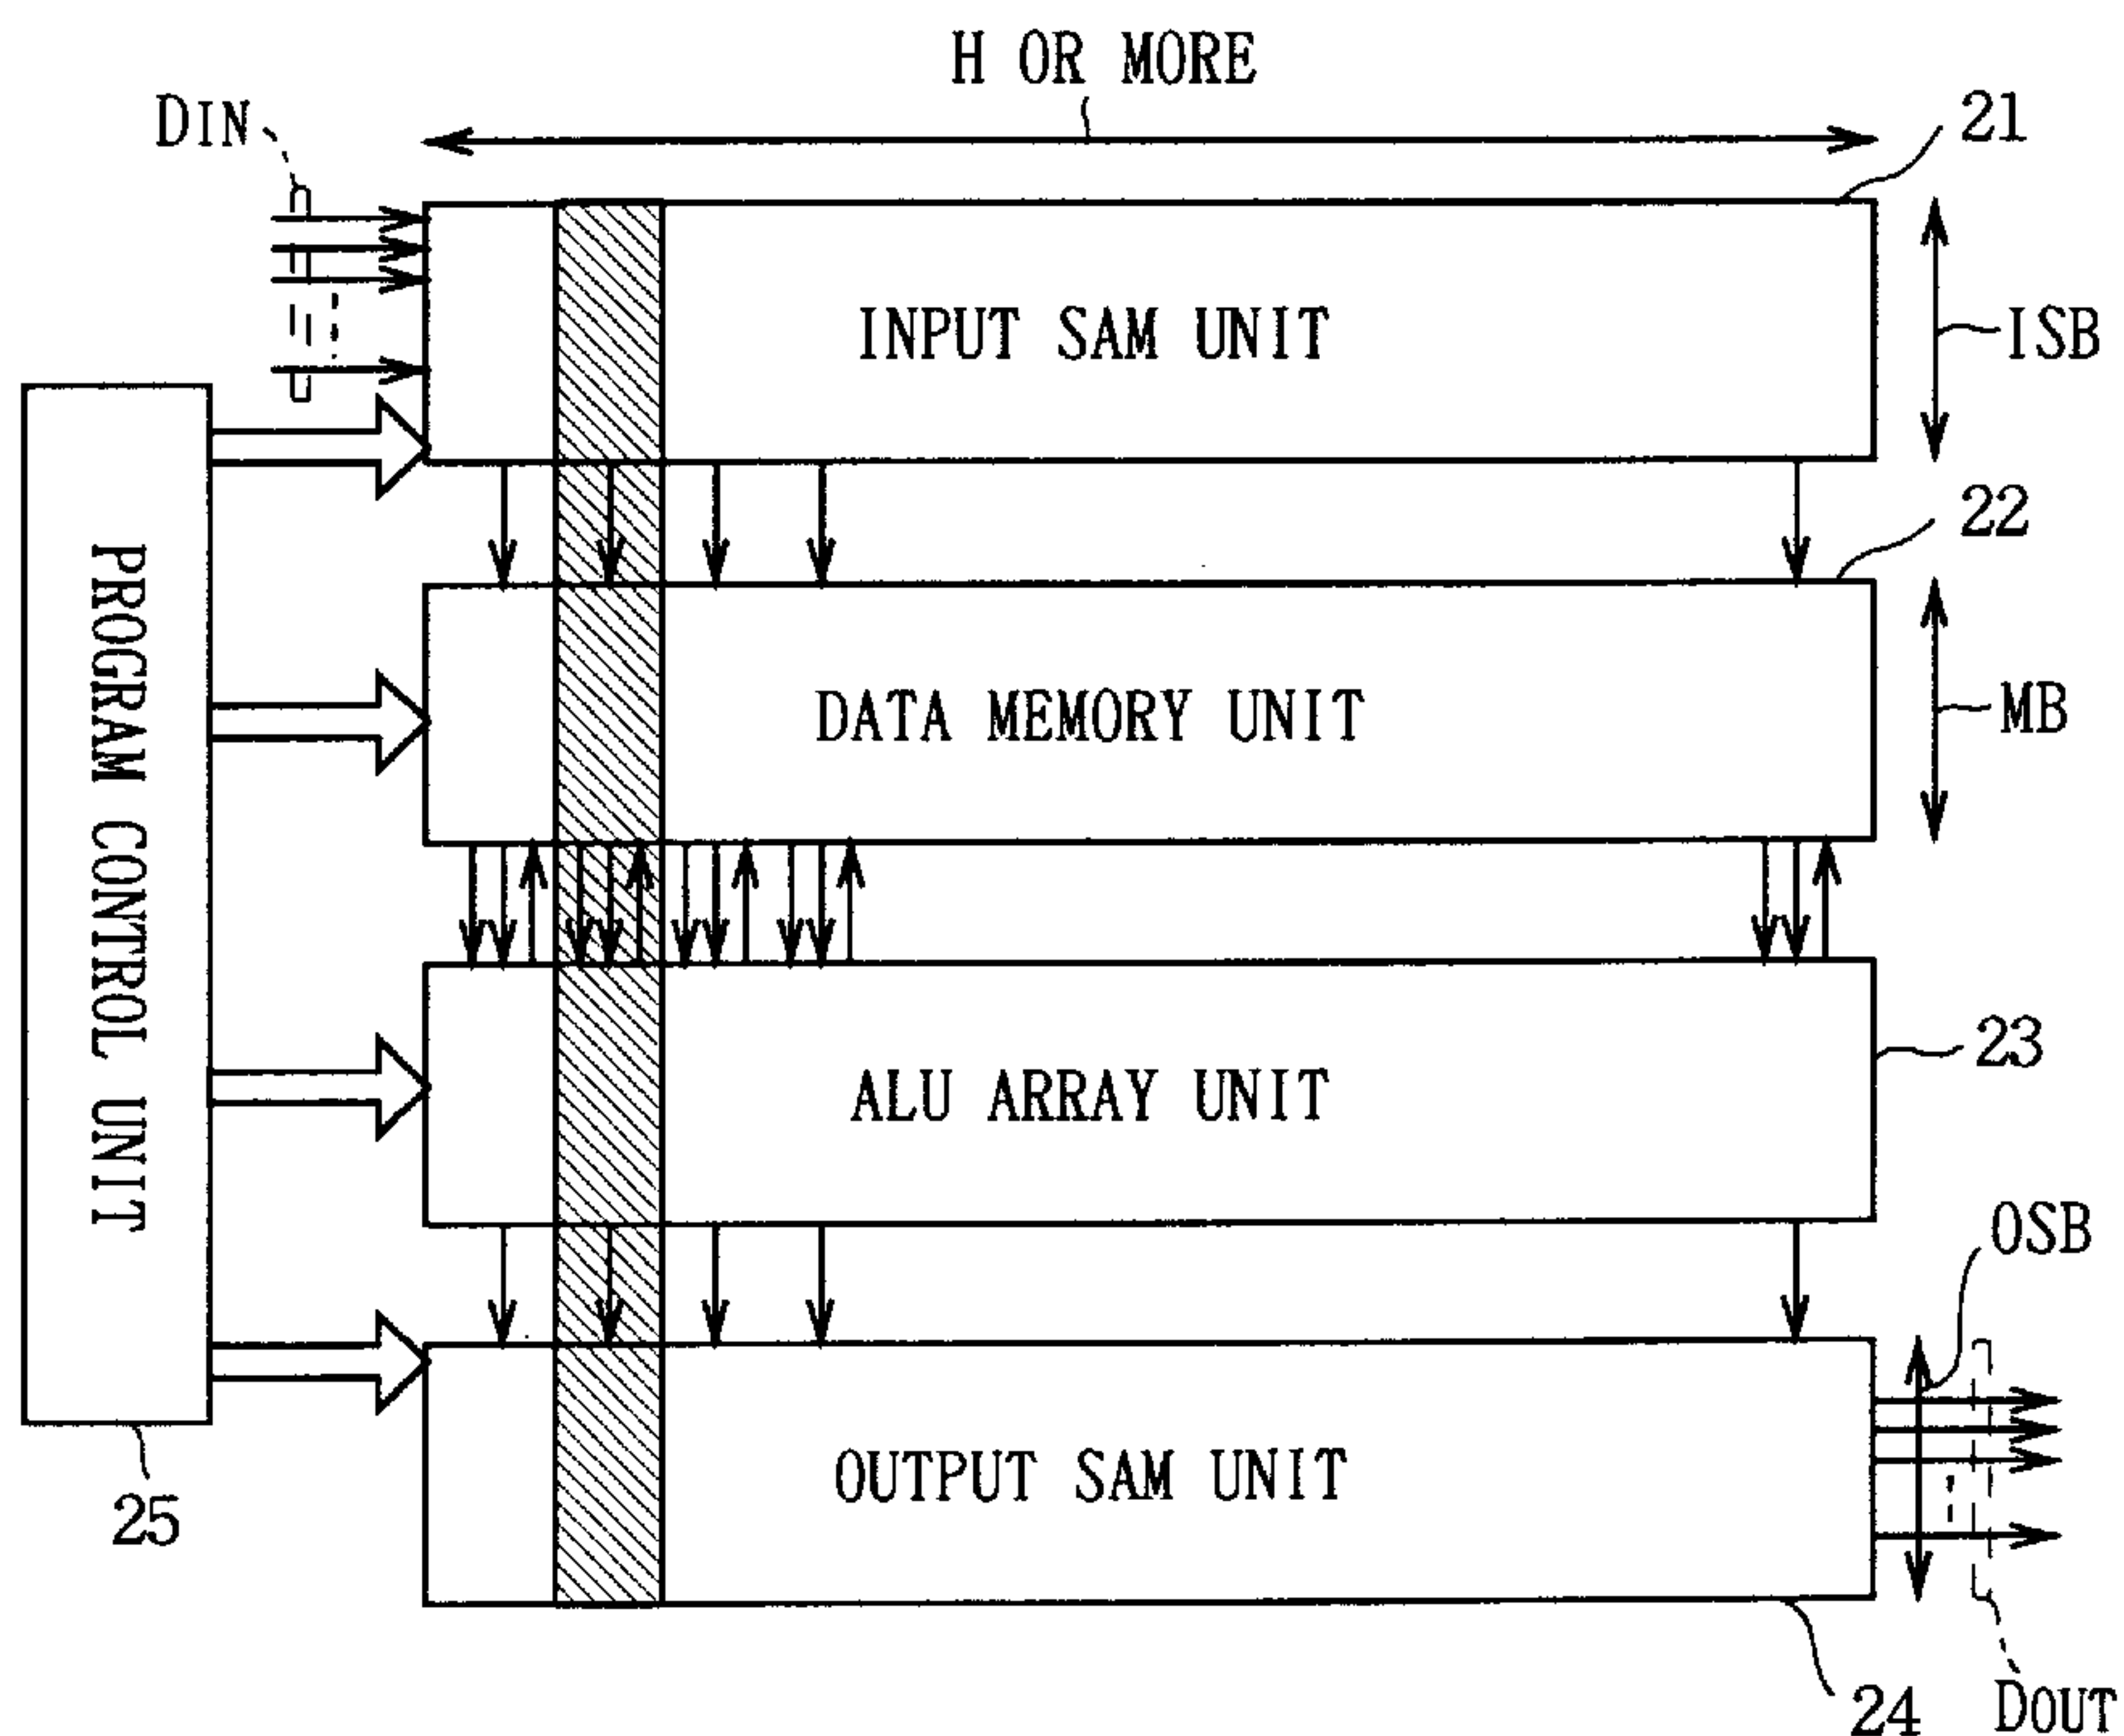 H OR MORE
DIN
21
INPUT SAM UNIT
ISB
22
DATA MEMORY UNIT
MB
PROGRAM CONTROL UNIT
ALU ARRAY UNIT
23
OSB
OUTPUT SAM UNIT
25
24
DOUT